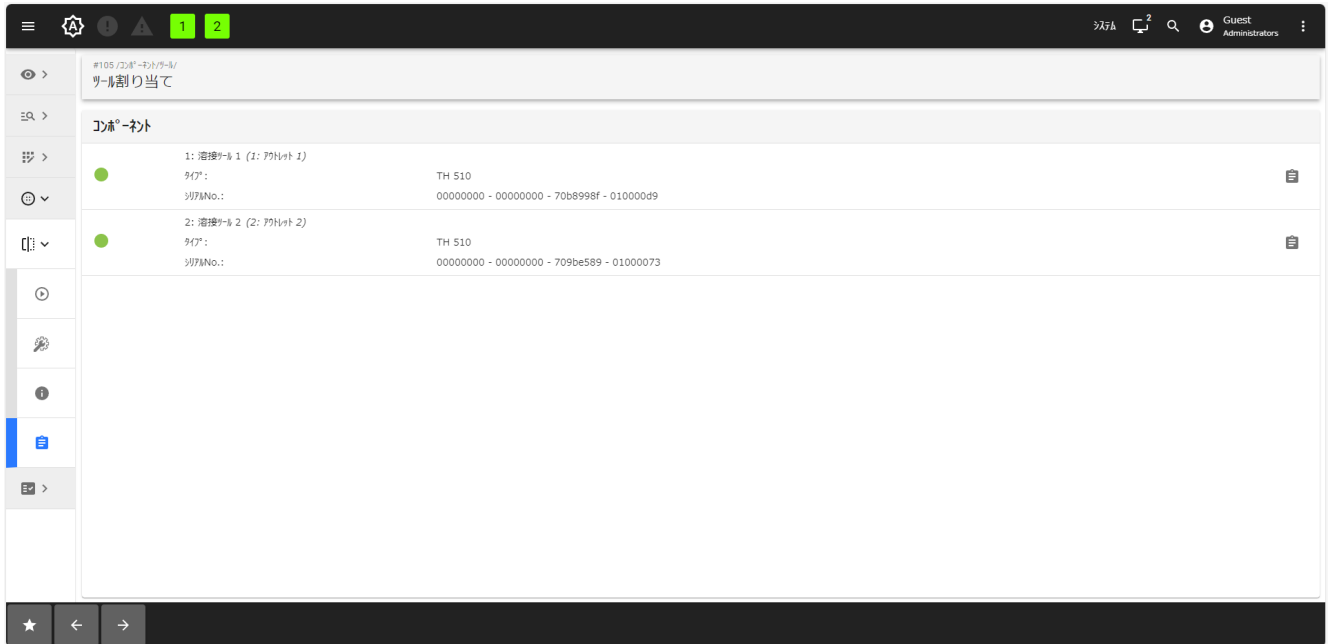 1 2 ｼｽﾃﾑ 2 Guest
Administrators
#105 /ｺﾝﾎﾟｰﾈﾝﾄ/ﾂｰﾙ/
ﾂｰﾙ割り当て
ｺﾝﾎﾟｰﾈﾝﾄ
1: 溶接ﾂｰﾙ 1 (1: ｱｳﾄﾚｯﾄ 1)
ﾀｲﾌﾟ: TH 510
ｼﾘｱﾙNo.: 00000000 - 00000000 - 70b8998f - 010000d9
2: 溶接ﾂｰﾙ 2 (2: ｱｳﾄﾚｯﾄ 2)
ﾀｲﾌﾟ: TH 510
ｼﾘｱﾙNo.: 00000000 - 00000000 - 709be589 - 01000073